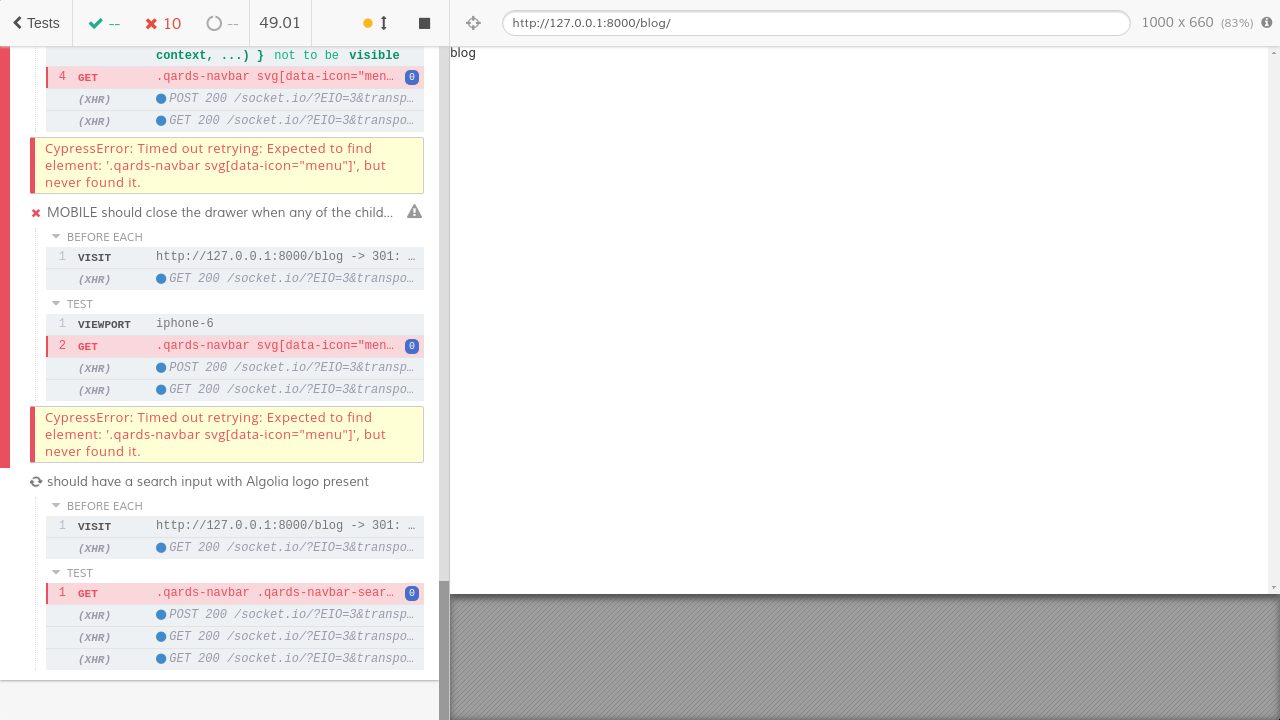 Tests -- 10 -- 49.01 http://127.0.0.1:8000/blog/ 1000 x 660 (83%)
context, ...) } not to be visible
4 GET .qards-navbar svg[data-icon="men… 0
(XHR) POST 200 /socket.io/?EIO=3&transp…
(XHR) GET 200 /socket.io/?EIO=3&transpo…
CypressError: Timed out retrying: Expected to find
element: '.qards-navbar svg[data-icon="menu"]', but
never found it.
MOBILE should close the drawer when any of the child...
BEFORE EACH
1 VISIT http://127.0.0.1:8000/blog -> 301: …
(XHR) GET 200 /socket.io/?EIO=3&transpo…
TEST
1 VIEWPORT iphone-6
2 GET .qards-navbar svg[data-icon="men… 0
(XHR) POST 200 /socket.io/?EIO=3&transp…
(XHR) GET 200 /socket.io/?EIO=3&transpo…
CypressError: Timed out retrying: Expected to find
element: '.qards-navbar svg[data-icon="menu"]', but
never found it.
should have a search input with Algolia logo present
BEFORE EACH
1 VISIT http://127.0.0.1:8000/blog -> 301: …
(XHR) GET 200 /socket.io/?EIO=3&transpo…
TEST
1 GET .qards-navbar .qards-navbar-sear… 0
(XHR) POST 200 /socket.io/?EIO=3&transp…
(XHR) GET 200 /socket.io/?EIO=3&transpo…
(XHR) GET 200 /socket.io/?EIO=3&transpo…
blog